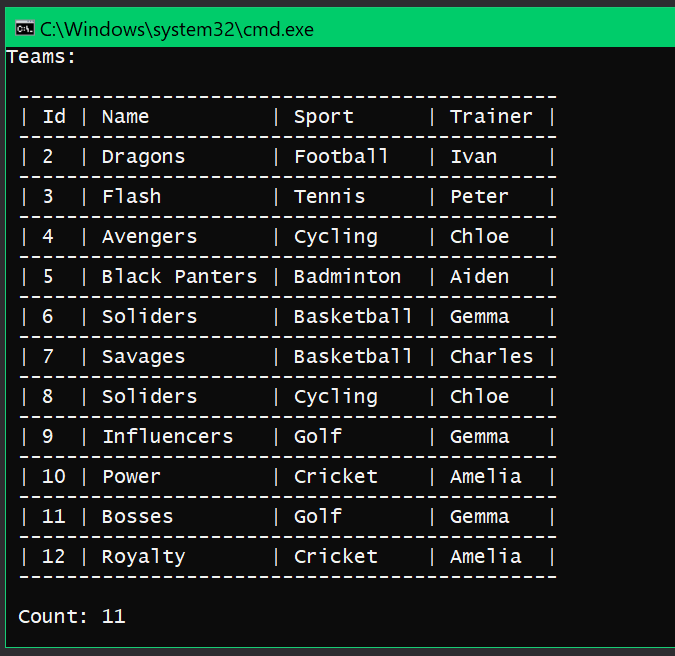 C:\Windows\system32\cmd.exe
Teams:
---------------------------------------------
| Id | Name         | Sport      | Trainer |
---------------------------------------------
| 2  | Dragons      | Football   | Ivan    |
---------------------------------------------
| 3  | Flash        | Tennis     | Peter   |
---------------------------------------------
| 4  | Avengers     | Cycling    | Chloe   |
---------------------------------------------
| 5  | Black Panters | Badminton  | Aiden   |
---------------------------------------------
| 6  | Soliders     | Basketball | Gemma   |
---------------------------------------------
| 7  | Savages      | Basketball | Charles |
---------------------------------------------
| 8  | Soliders     | Cycling    | Chloe   |
---------------------------------------------
| 9  | Influencers  | Golf       | Gemma   |
---------------------------------------------
| 10 | Power        | Cricket    | Amelia  |
---------------------------------------------
| 11 | Bosses       | Golf       | Gemma   |
---------------------------------------------
| 12 | Royalty      | Cricket    | Amelia  |
---------------------------------------------
Count: 11